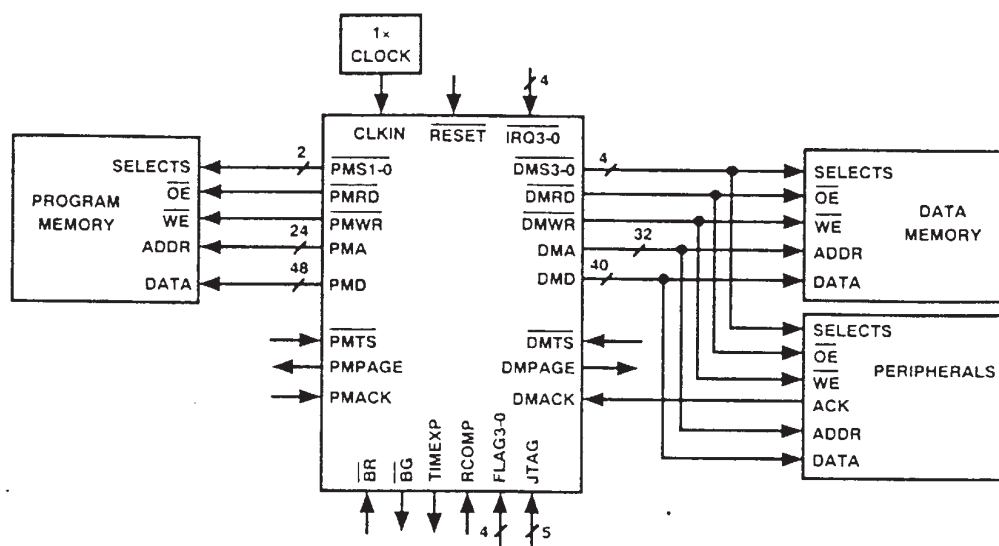 1×
CLOCK
4
CLKIN
RESET
IRQ3-0
PROGRAM
MEMORY
SELECTS
OE
WE
ADDR
DATA
2
24
48
PMS1-0
PMRD
PMWR
PMA
PMD
PMTS
PMPAGE
PMACK
DMS3-0
DMRD
DMWR
DMA
DMD
DMTS
DMPAGE
DMACK
4
32
40
SELECTS
OE
WE
ADDR
DATA
DATA
MEMORY
SELECTS
OE
WE
ACK
ADDR
DATA
PERIPHERALS
BR
BG
TIMEXP
RCOMP
FLAG3-0
JTAG
4
5